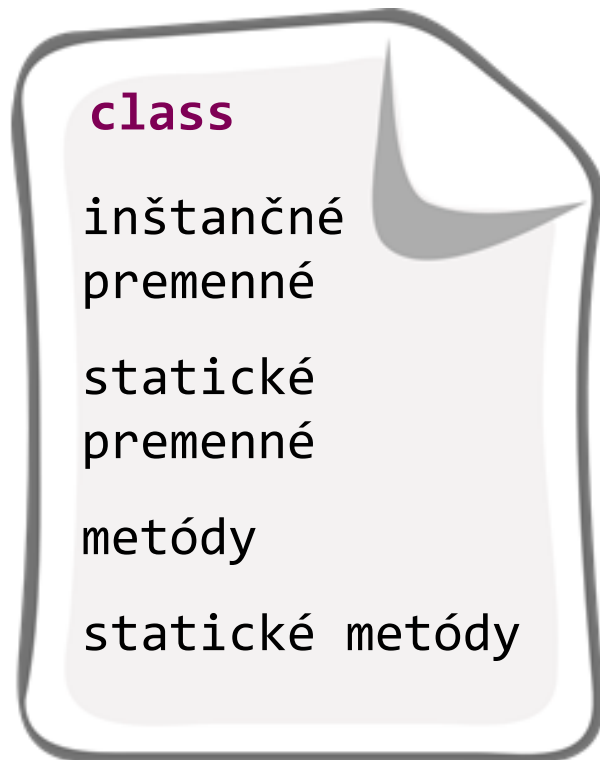 class
inštančné
premenné
statické
premenné
metódy
statické metódy